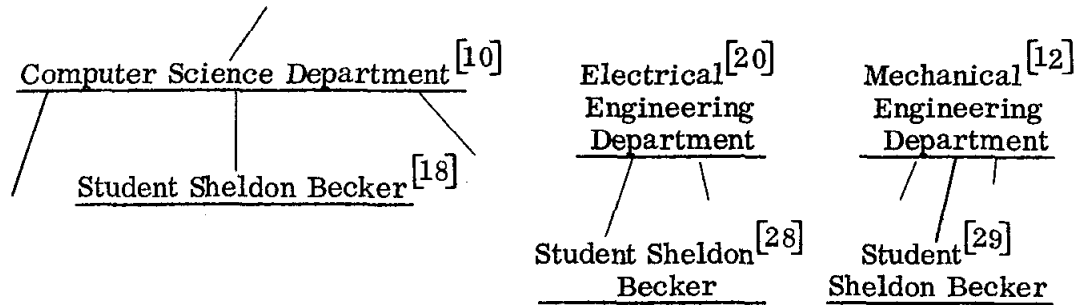 Computer Science Department [10]
Student Sheldon Becker [18]
Electrical [20]
Engineering
Department
Student Sheldon [28]
Becker
Mechanical [12]
Engineering
Department
Student [29]
Sheldon Becker